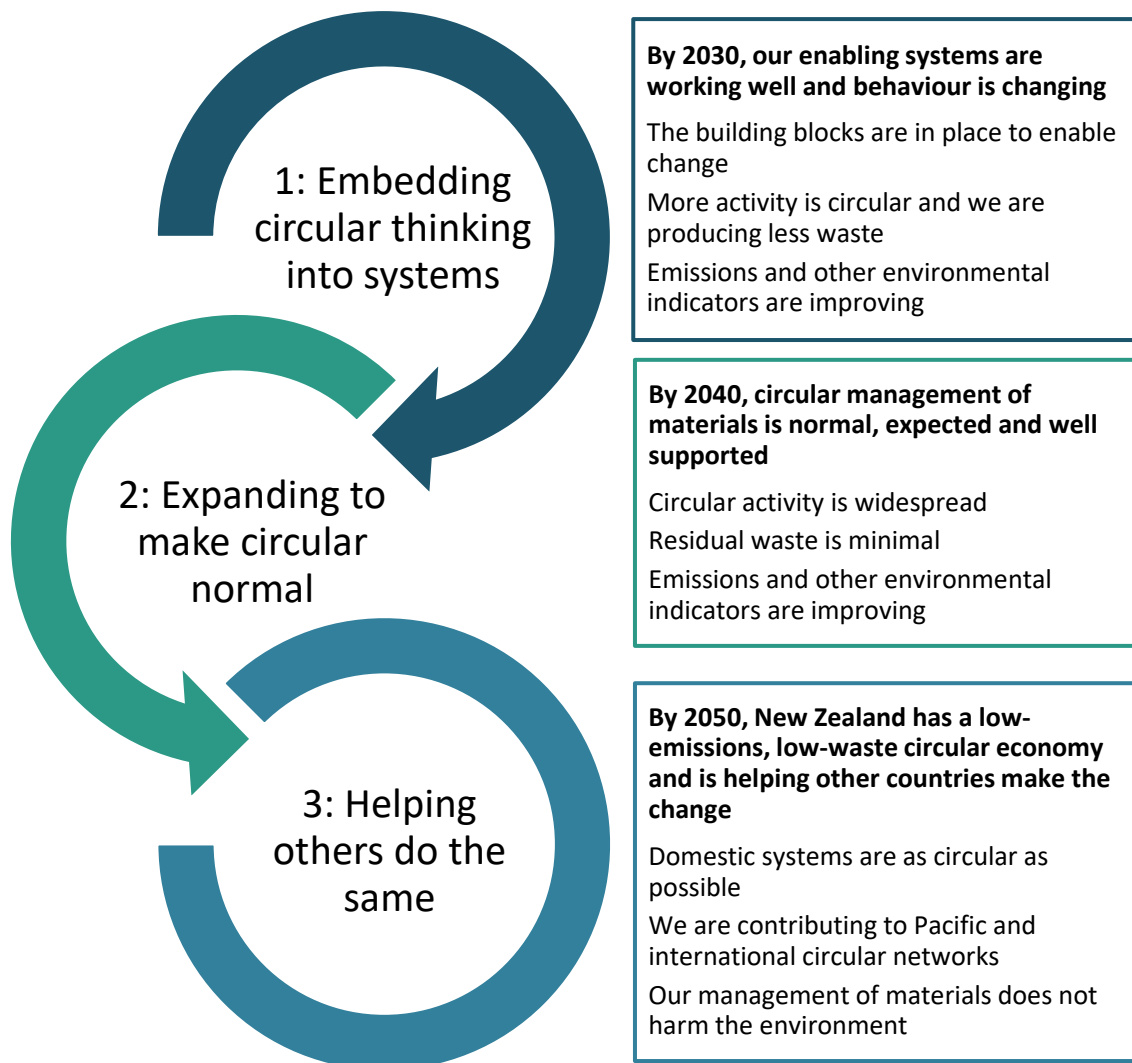 1: Embedding
circular thinking
into systems
By 2030, our enabling systems are
working well and behaviour is changing
The building blocks are in place to enable
change
More activity is circular and we are
producing less waste
Emissions and other environmental
indicators are improving
2: Expanding to
make circular
normal
By 2040, circular management of
materials is normal, expected and well
supported
Circular activity is widespread
Residual waste is minimal
Emissions and other environmental
indicators are improving
3: Helping
others do the
same
By 2050, New Zealand has a low-
emissions, low-waste circular economy
and is helping other countries make the
change
Domestic systems are as circular as
possible
We are contributing to Pacific and
international circular networks
Our management of materials does not
harm the environment